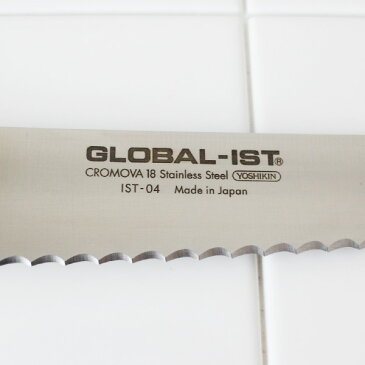 GLOBAL-IST®
CROMOVA 18 Stainless Steel YOSHIKIN
IST-04 Made in Japan